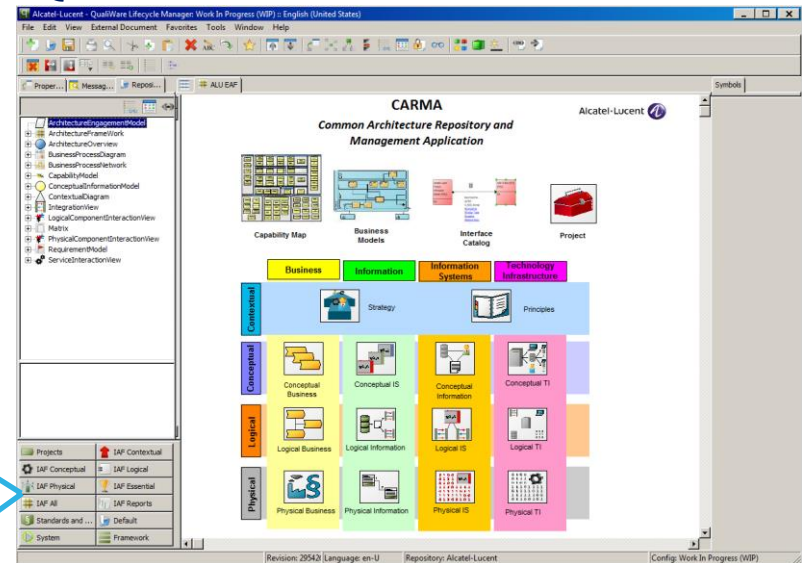 Alcatel-Lucent - QualiWare Lifecycle Manager: Work In Progress (WIP) :: English (United States)
File Edit View External Document Favorites Tools Window Help
Proper... Messag... Reposi... ALU EAF Symbols
ArchitectureEngagementModel
ArchitectureFrameWork
ArchitectureOverview
BusinessProcessDiagram
BusinessProcessNetwork
CapabilityModel
ConceptualInformationModel
ContextualDiagram
IntegrationView
LogicalComponentInteractionView
Matrix
PhysicalComponentInteractionView
RequirementModel
ServiceInteractionView
CARMA
Common Architecture Repository and
Management Application
Alcatel-Lucent
Capability Map
Business
Models
Interface
Catalog
Project
Business
Information
Information
Systems
Technology
Infrastructure
Contextual
Strategy
Principles
Conceptual
Conceptual
Business
Conceptual IS
Conceptual
Information
Conceptual TI
Logical
Logical Business
Logical Information
Logical IS
Logical TI
Physical
Physical Business
Physical Information
Physical IS
Physical TI
Projects IAF Contextual
IAF Conceptual IAF Logical
IAF Physical IAF Essential
IAF All IAF Reports
Standards and ... Default
System Framework
Revision: 29542 Language: en-U Repository: Alcatel-Lucent Config: Work In Progress (WIP)